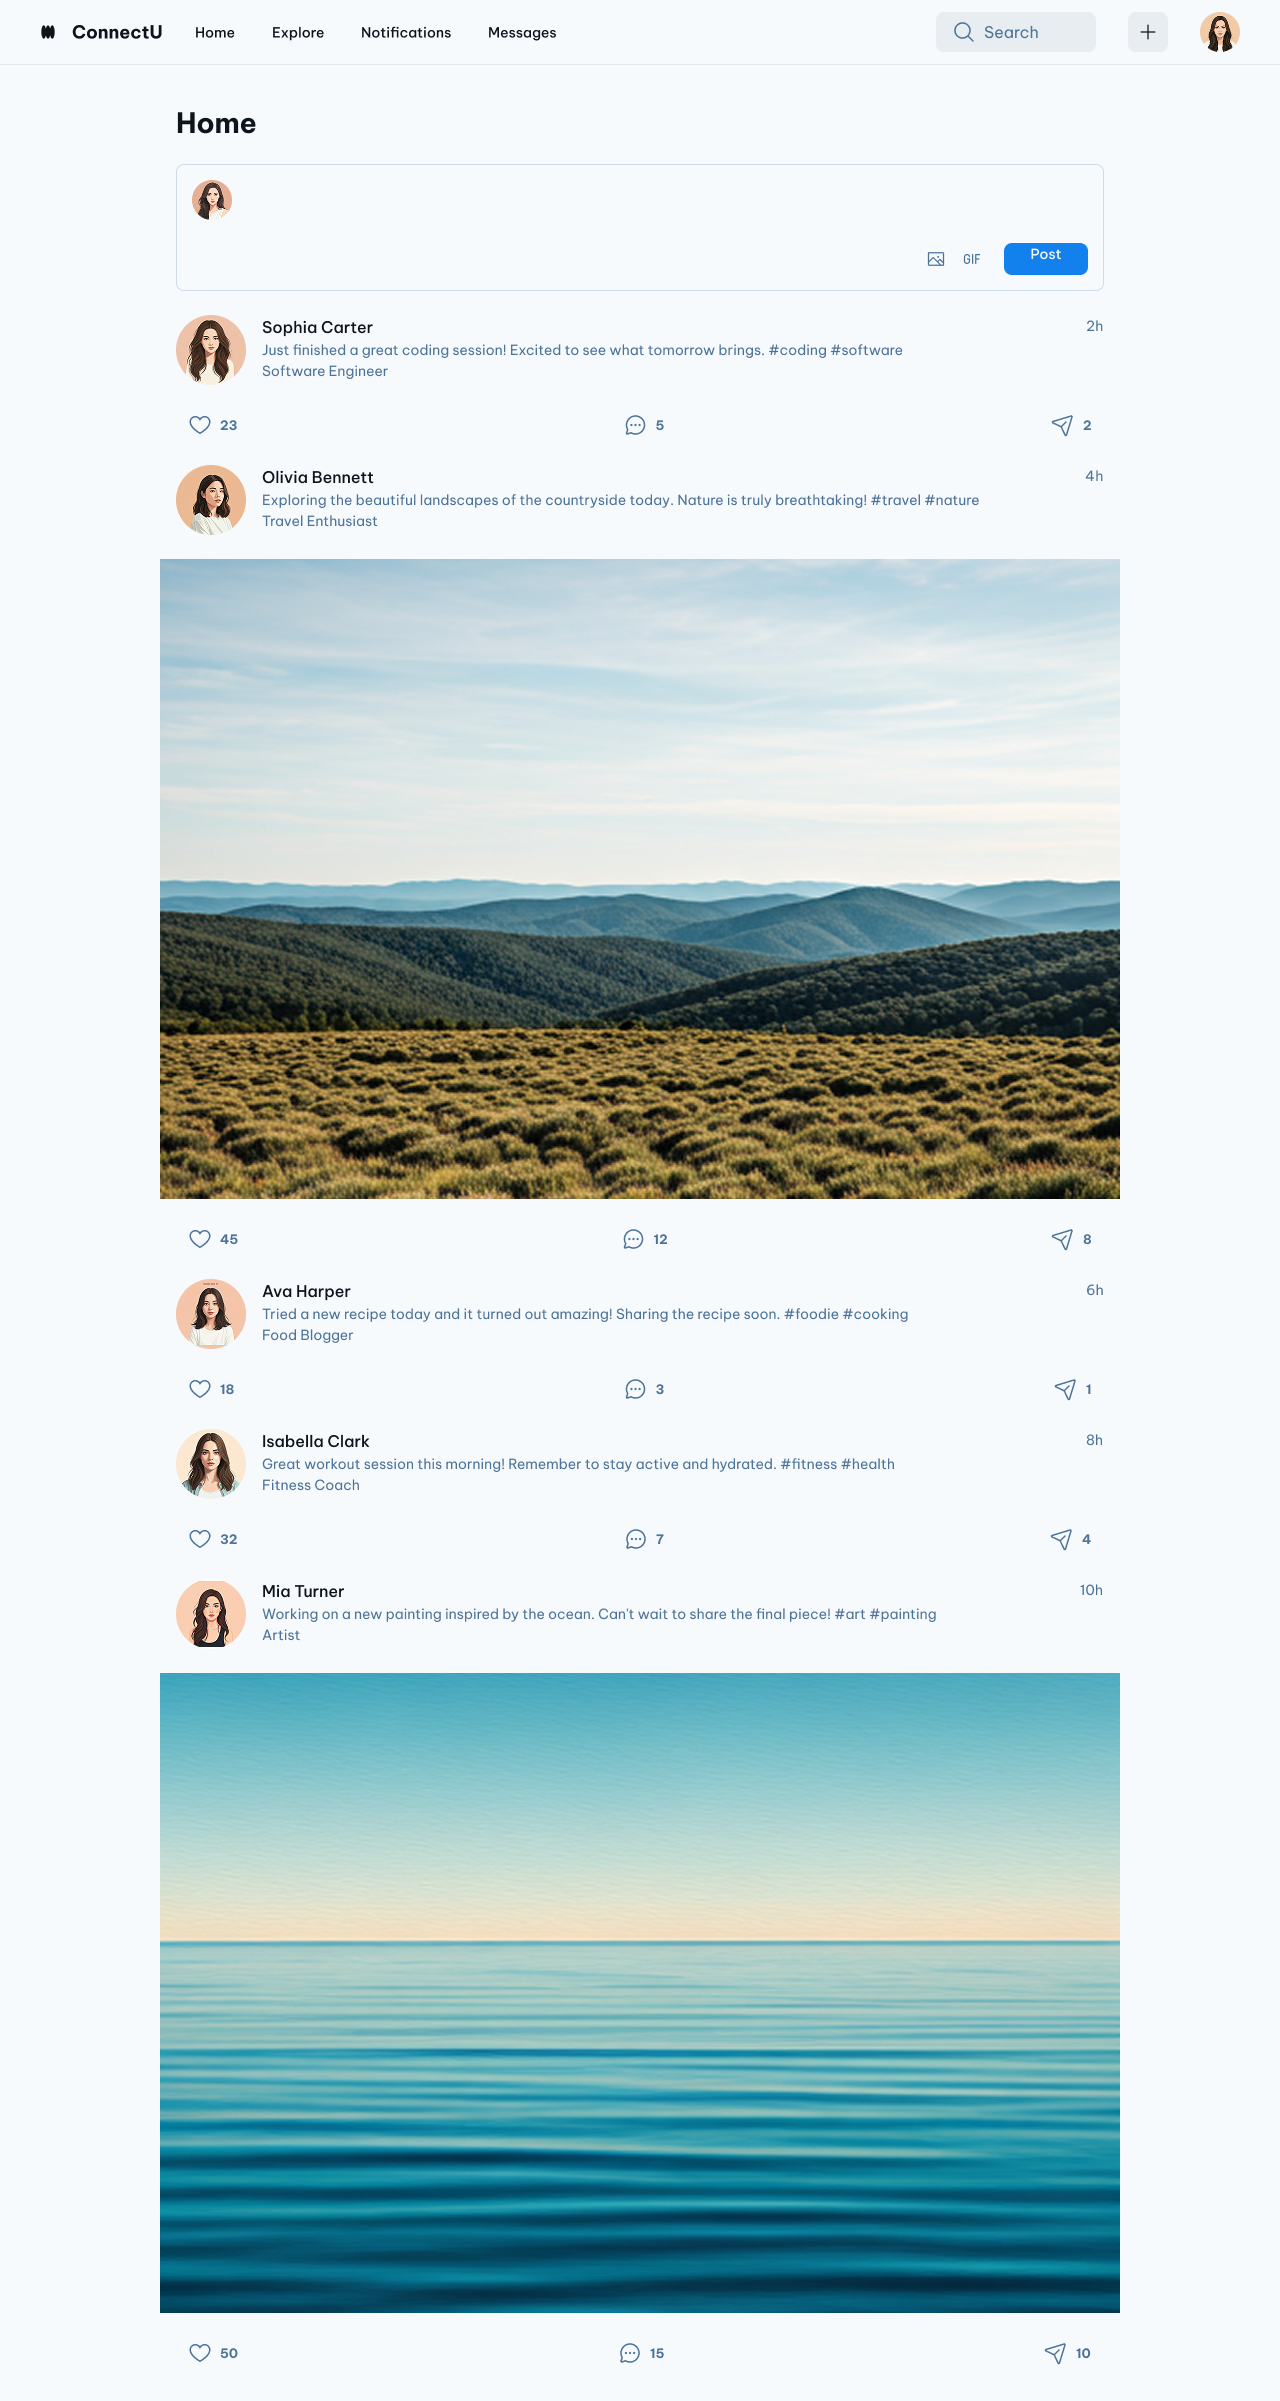 ConnectU
Home
Explore
Notifications
Messages
Search
Home
GIF
Post
Sophia Carter
2h
Just finished a great coding session! Excited to see what tomorrow brings. #coding #software
Software Engineer
23
5
2
Olivia Bennett
4h
Exploring the beautiful landscapes of the countryside today. Nature is truly breathtaking! #travel #nature
Travel Enthusiast
45
12
8
Ava Harper
6h
Tried a new recipe today and it turned out amazing! Sharing the recipe soon. #foodie #cooking
Food Blogger
18
3
1
Isabella Clark
8h
Great workout session this morning! Remember to stay active and hydrated. #fitness #health
Fitness Coach
32
7
4
Mia Turner
10h
Working on a new painting inspired by the ocean. Can't wait to share the final piece! #art #painting
Artist
50
15
10